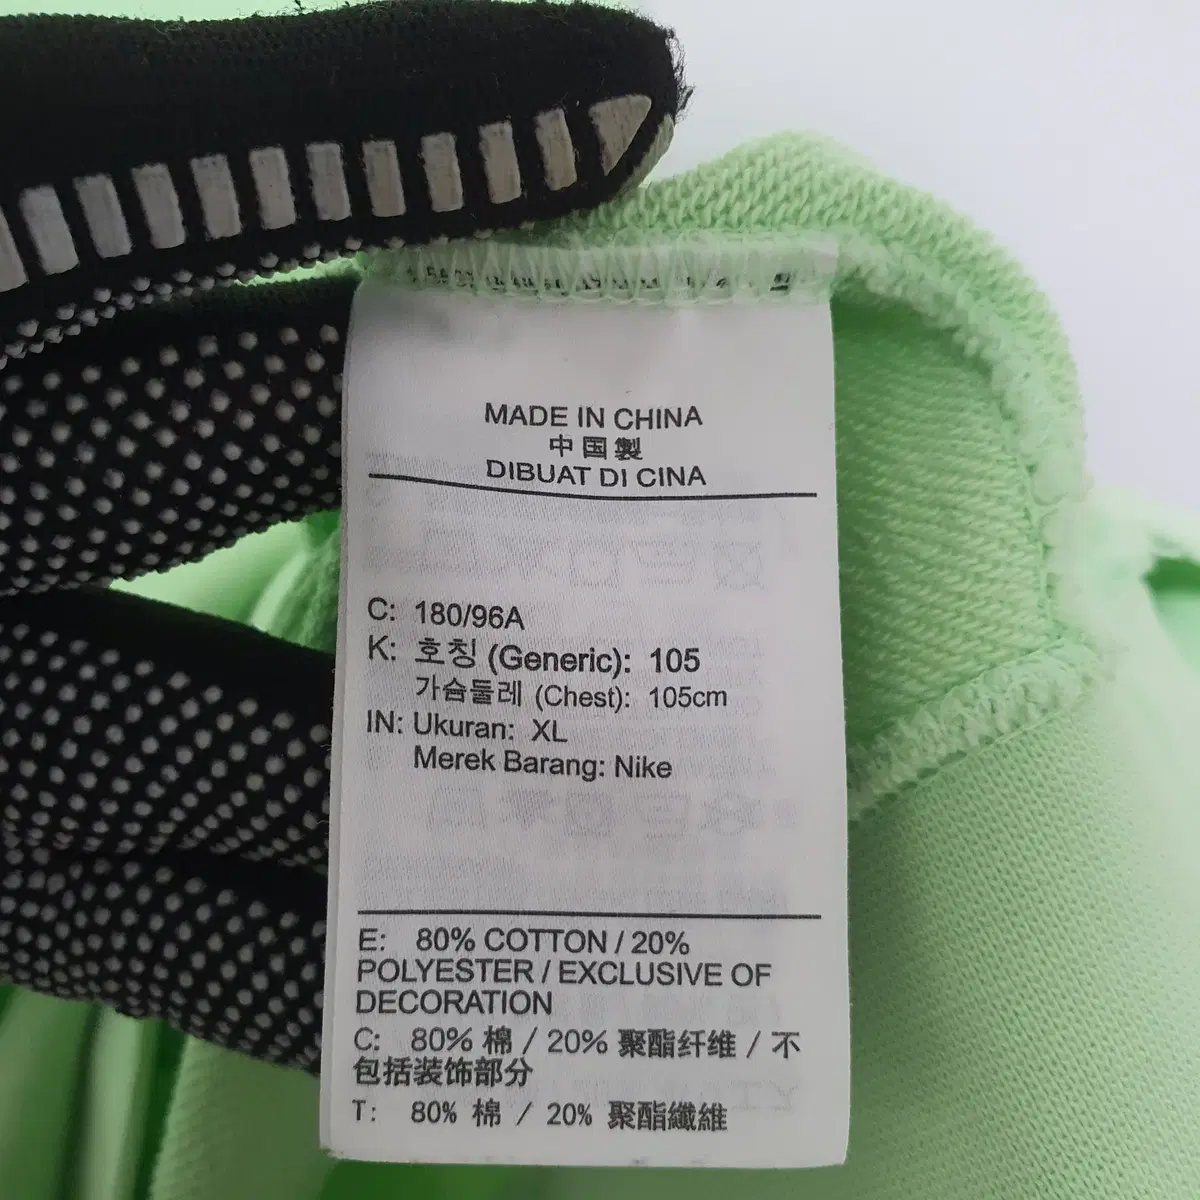 MADE IN CHINA
中国製
DIBUAT DI CINA
C: 180/96A
K: 호칭 (Generic): 105
가슴둘레 (Chest): 105cm
IN: Ukuran: XL
Merek Barang: Nike
E: 80% COTTON / 20%
POLYESTER / EXCLUSIVE OF
DECORATION
C: 80% 棉 / 20% 聚酯纤维 / 不
包括装饰部分
T: 80% 棉 / 20% 聚酯纖維